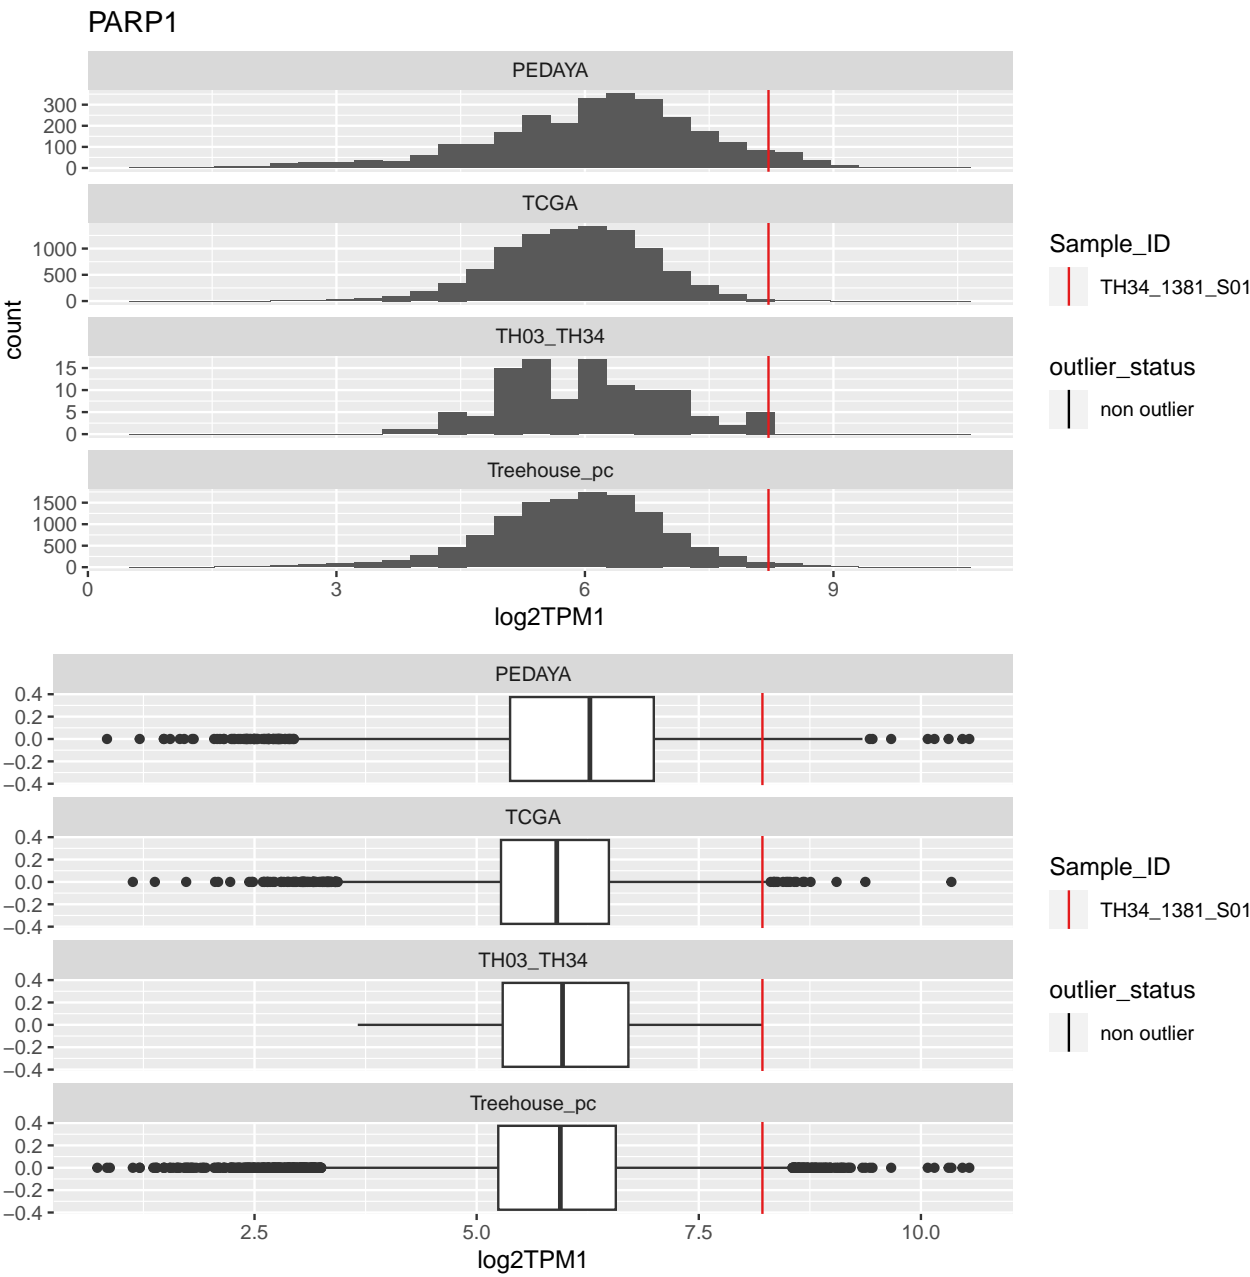 PARP1
PEDAYA
300
200
100
0
TCGA
1000
500
0
TH03_TH34
15
10
5
0
Treehouse_pc
1500
1000
500
0
0 3 6 9
log2TPM1
count
Sample_ID
TH34_1381_S01
outlier_status
non outlier
PEDAYA
0.4
0.2
0.0
−0.2
−0.4
TCGA
0.4
0.2
0.0
−0.2
−0.4
TH03_TH34
0.4
0.2
0.0
−0.2
−0.4
Treehouse_pc
0.4
0.2
0.0
−0.2
−0.4
2.5 5.0 7.5 10.0
log2TPM1
Sample_ID
TH34_1381_S01
outlier_status
non outlier